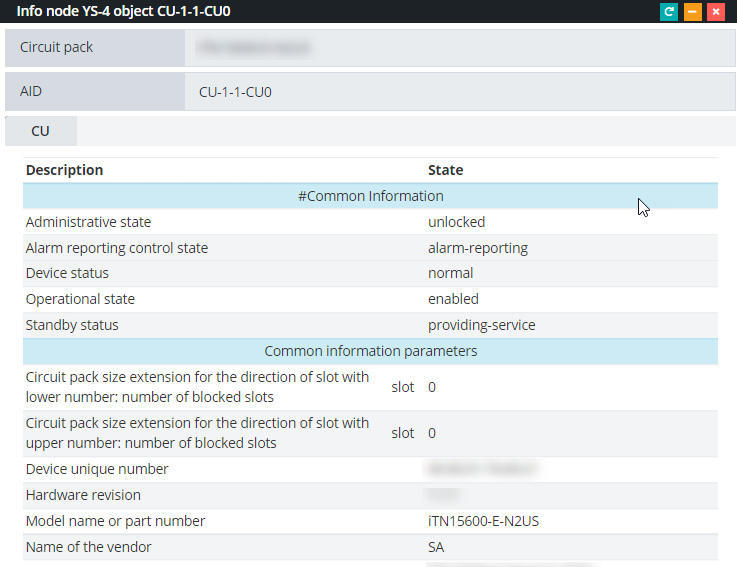 Info node YS-4 object CU-1-1-CU0
Circuit pack
AID CU-1-1-CU0
CU
Description State
#Common Information
Administrative state unlocked
Alarm reporting control state alarm-reporting
Device status normal
Operational state enabled
Standby status providing-service
Common information parameters
Circuit pack size extension for the direction of slot with
lower number: number of blocked slots slot 0
Circuit pack size extension for the direction of slot with
upper number: number of blocked slots slot 0
Device unique number
Hardware revision
Model name or part number iTN15600-E-N2US
Name of the vendor SA